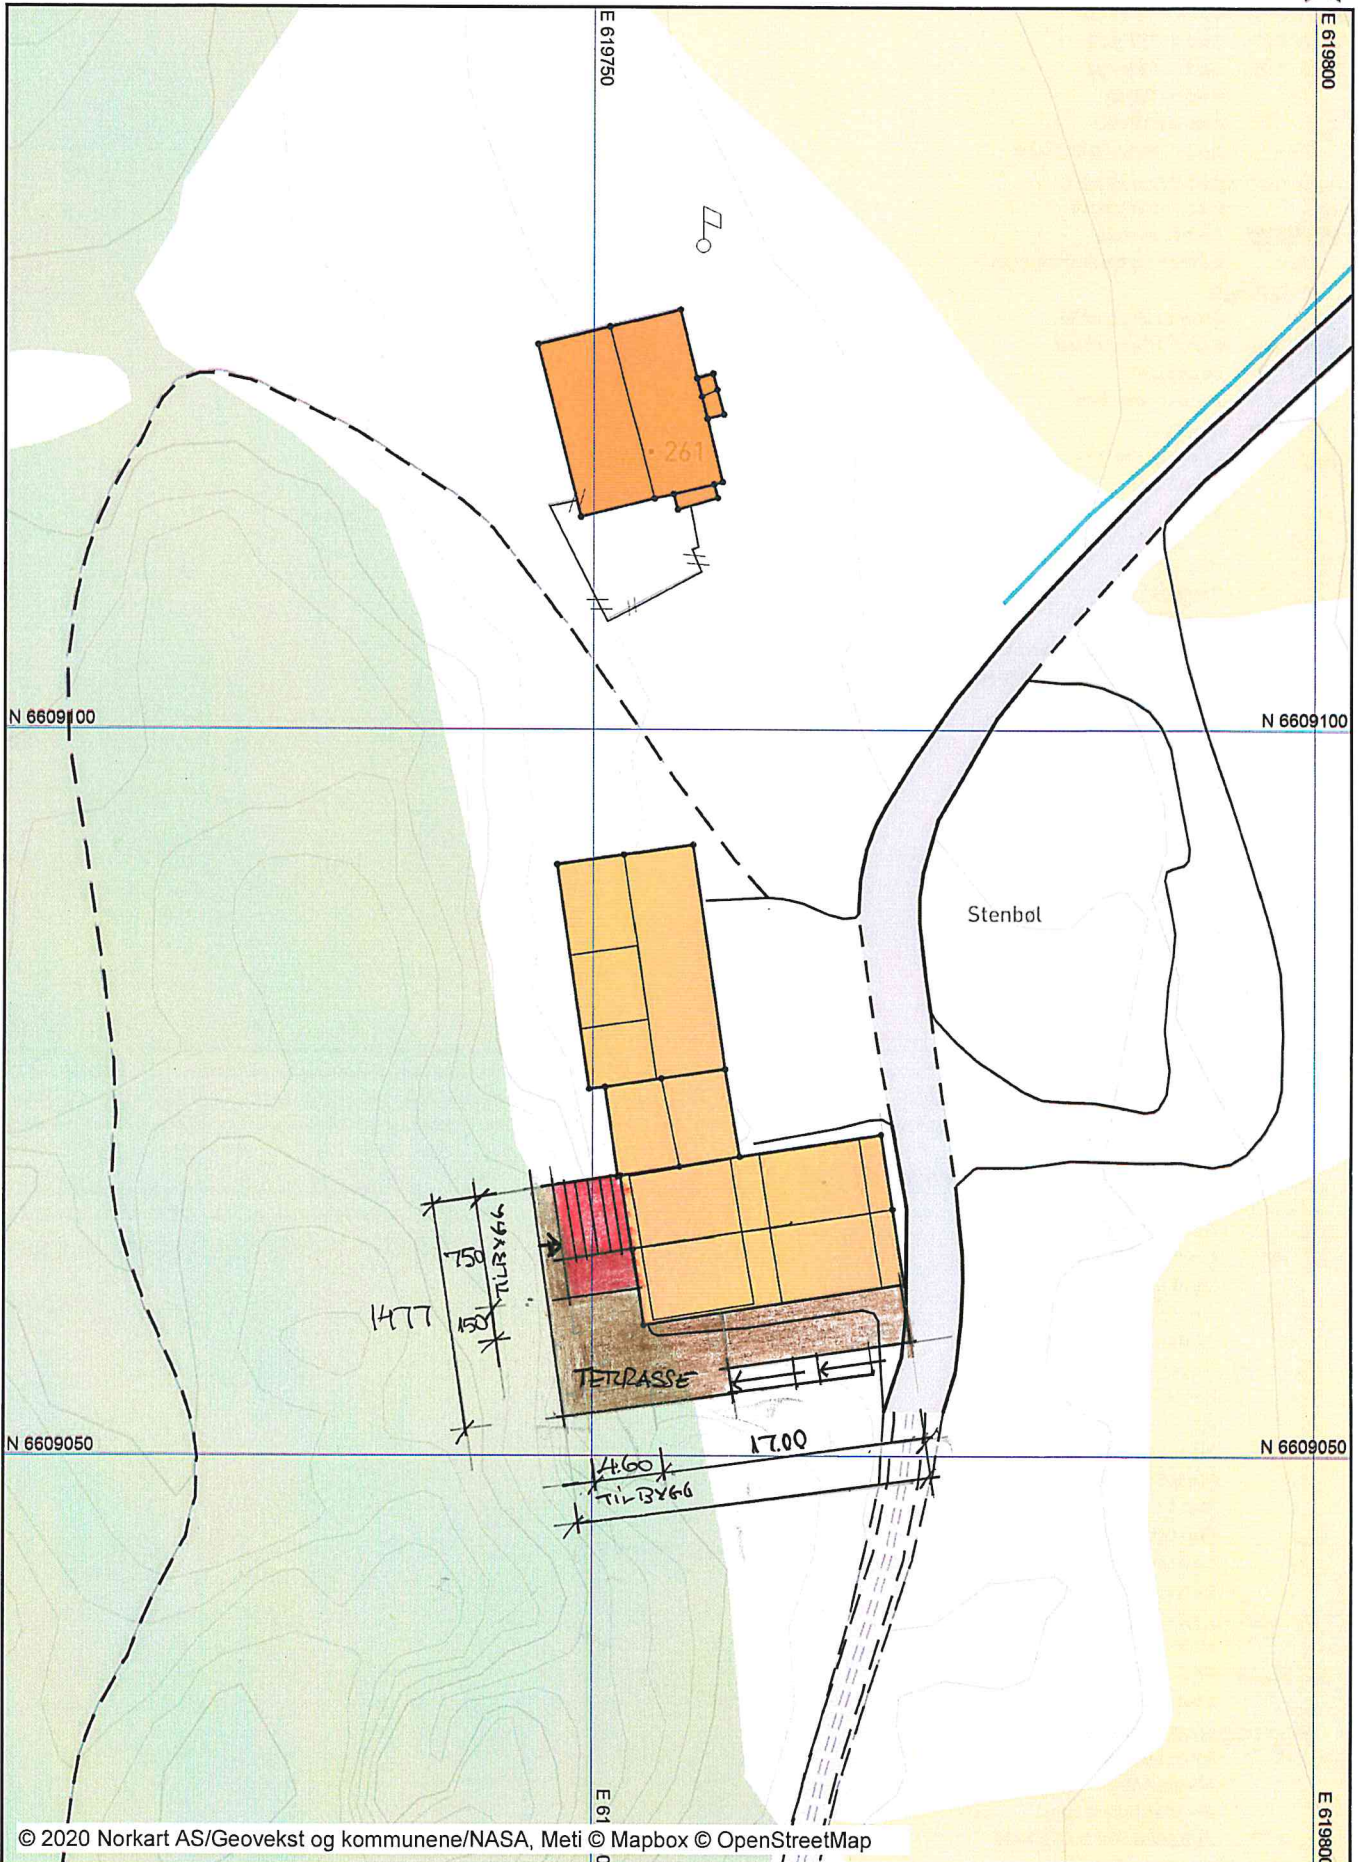 E 619750
E 619800
261
N 6609100
N 6609100
Stenbøl
TILBYGG
750
1477
150
TERRASSE
N 6609050
N 6609050
17.00
4.60
TILBYGG
E 619800
© 2020 Norkart AS/Geovekst og kommunene/NASA, Meti © Mapbox © OpenStreetMap